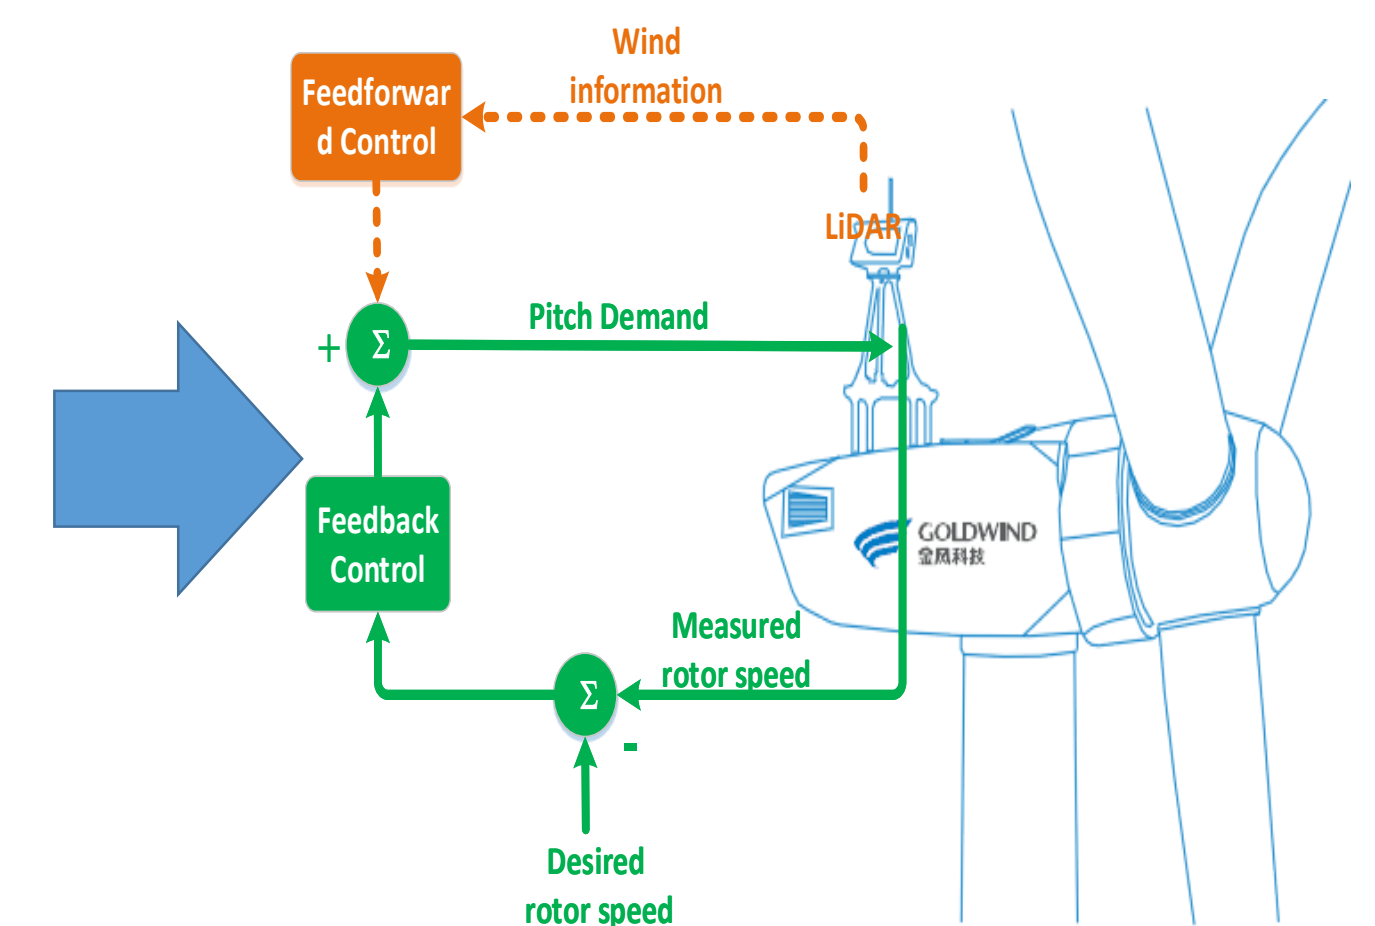 Wind
information
Feedforwar
d Control
LiDAR
Pitch Demand
+
Σ
Feedback
Control
GOLDWIND
金风科技
Measured
rotor speed
Σ
-
Desired
rotor speed